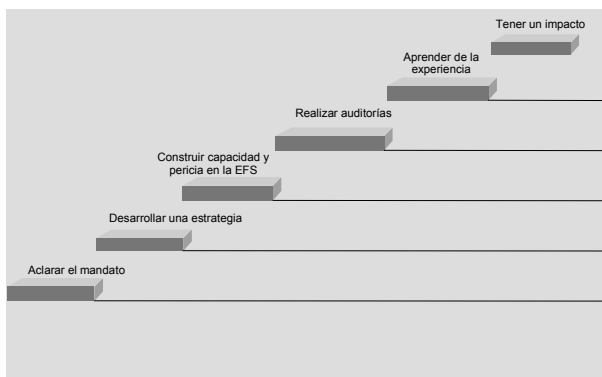 Tener un impacto
Aprender de la
experiencia
Realizar auditorías
Construir capacidad y
pericia en la EFS
Desarrollar una estrategia
Aclarar el mandato